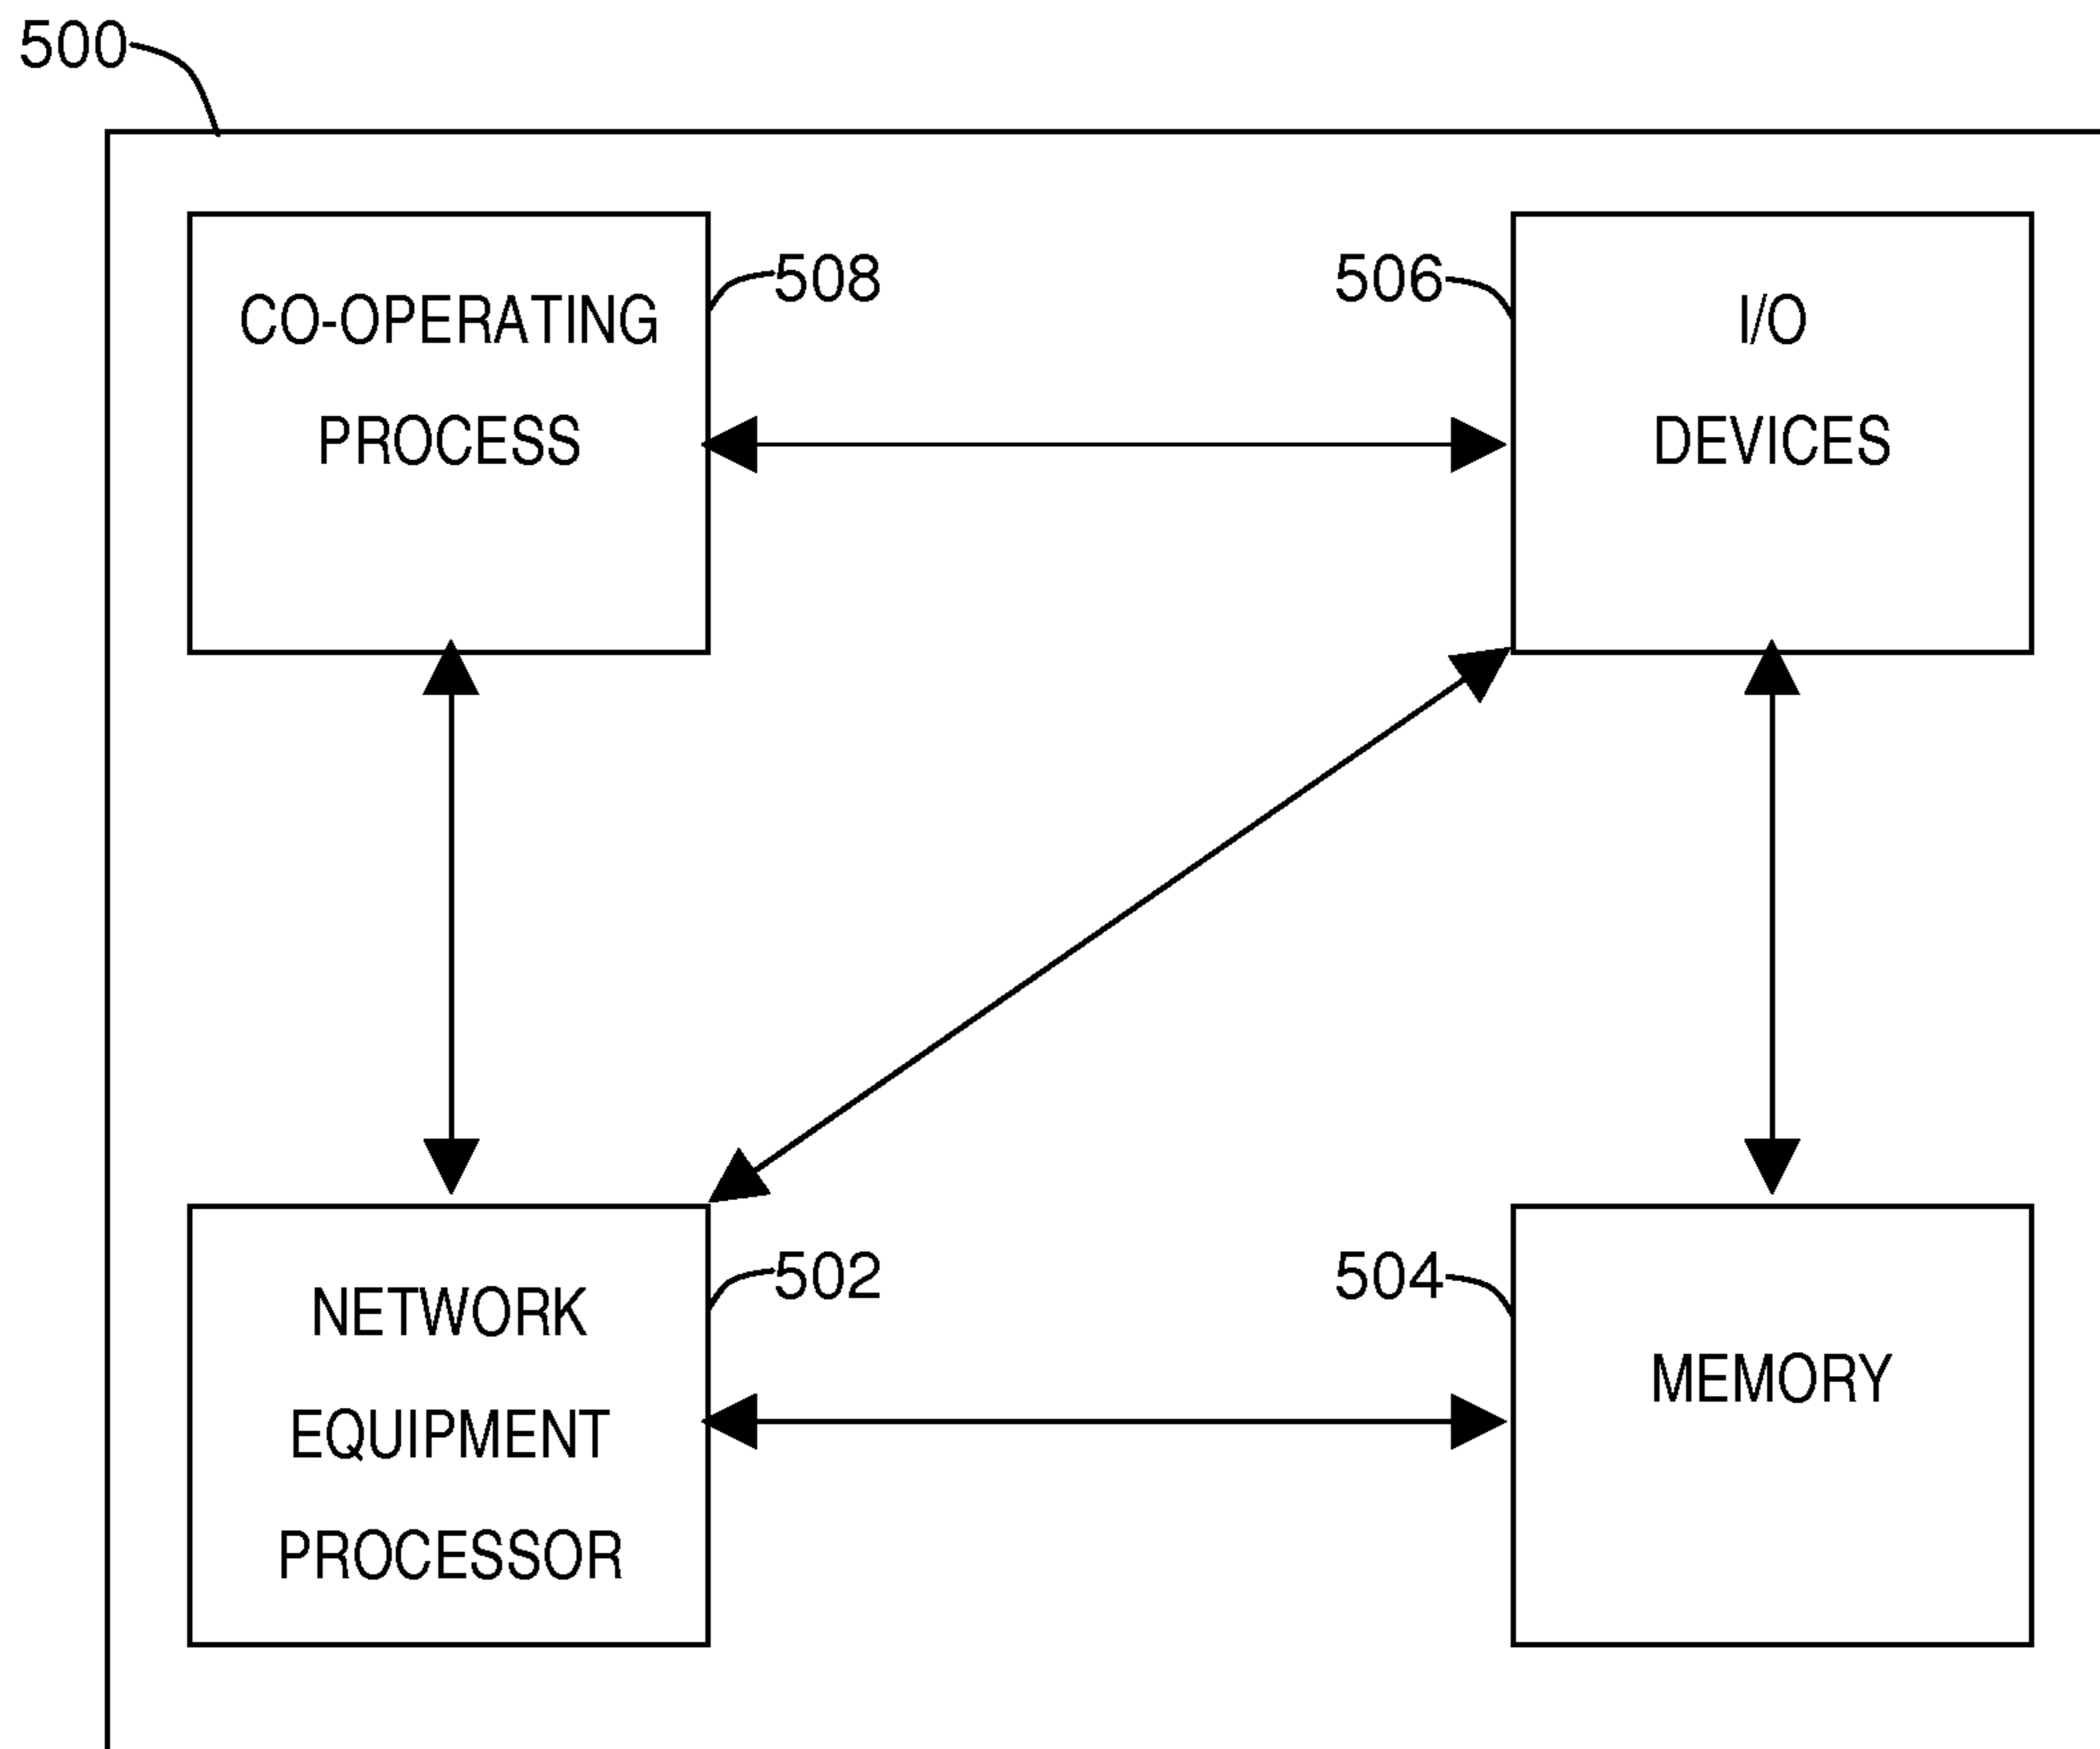 500
CO-OPERATING
PROCESS
508
506
I/O
DEVICES
NETWORK
EQUIPMENT
PROCESSOR
502
504
MEMORY